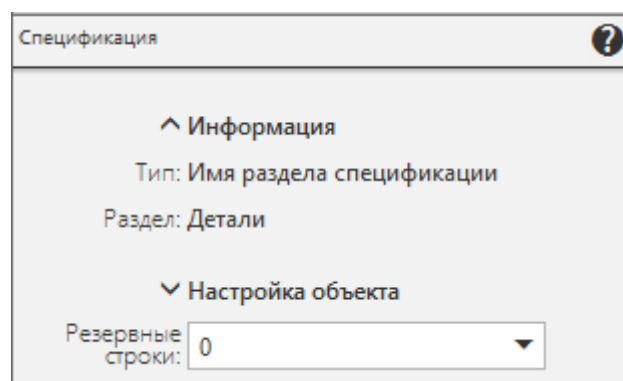 Спецификация
Информация
Тип: Имя раздела спецификации
Раздел: Детали
Настройка объекта
Резервные
строки: 0